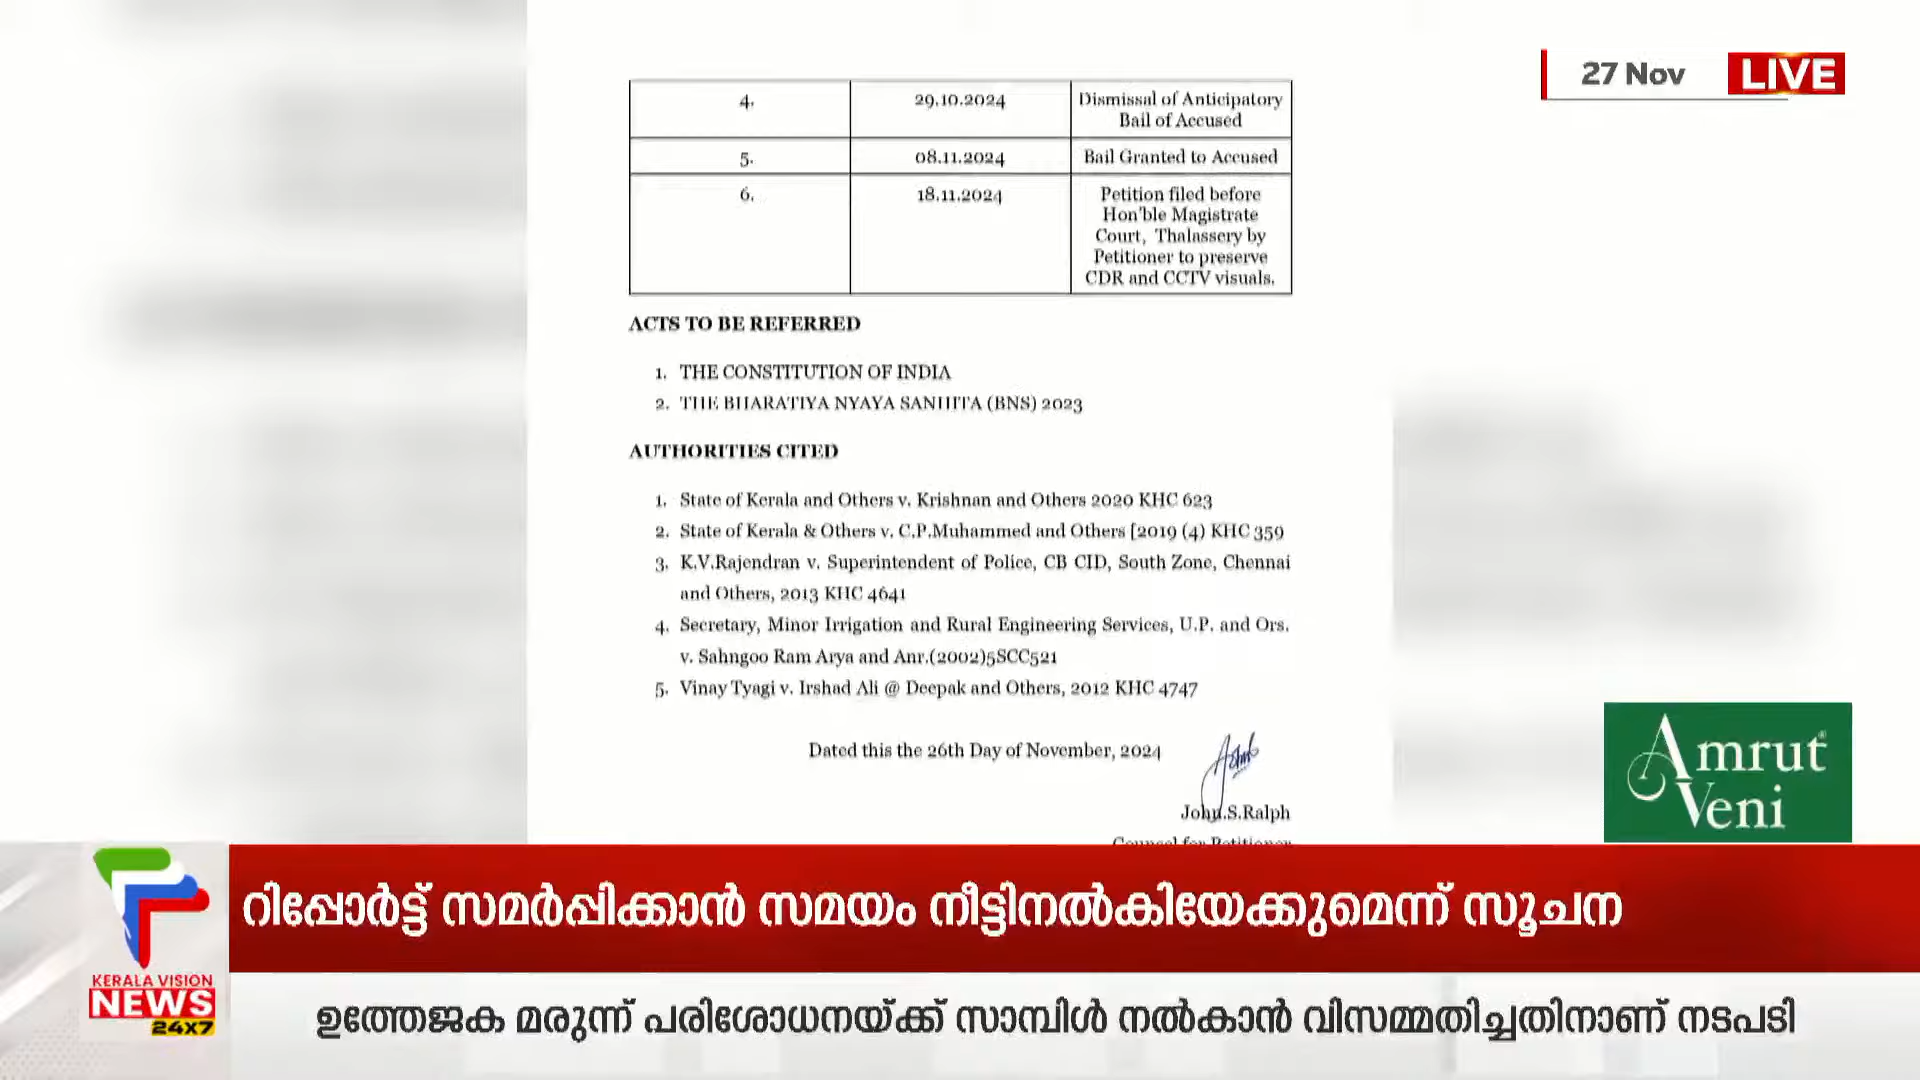 27 Nov
LIVE
4.
29.10.2024
Dismissal of Anticipatory
Bail of Accused
5.
08.11.2024
Bail Granted to Accused
6.
18.11.2024
Petition filed before
Hon'ble Magistrate
Court, Thalassery by
Petitioner to preserve
CDR and CCTV visuals.
ACTS TO BE REFERRED
1. THE CONSTITUTION OF INDIA
2. THE BHARATIYA NYAYA SANHITA (BNS) 2023
AUTHORITIES CITED
1. State of Kerala and Others v. Krishnan and Others 2020 KHC 623
2. State of Kerala & Others v. C.P.Muhammed and Others [2019 (4) KHC 359
3. K.V.Rajendran v. Superintendent of Police, CB CID, South Zone, Chennai
and Others, 2013 KHC 4641
4. Secretary, Minor Irrigation and Rural Engineering Services, U.P. and Ors.
v. Sahngoo Ram Arya and Anr.(2002)5SCC521
5. Vinay Tyagi v. Irshad Ali @ Deepak and Others, 2012 KHC 4747
Dated this the 26th Day of November, 2024
John.S.Ralph
Counsel for Petitioner
Amrut
Veni
റിപ്പോർട്ട് സമർപ്പിക്കാൻ സമയം നീട്ടിനൽകിയേക്കുമെന്ന് സൂചന
KERALA VISION
NEWS
24x7
ഉത്തേജക മരുന്ന് പരിശോധനയ്ക്ക് സാമ്പിൾ നൽകാൻ വിസമ്മതിച്ചതിനാണ് നടപടി